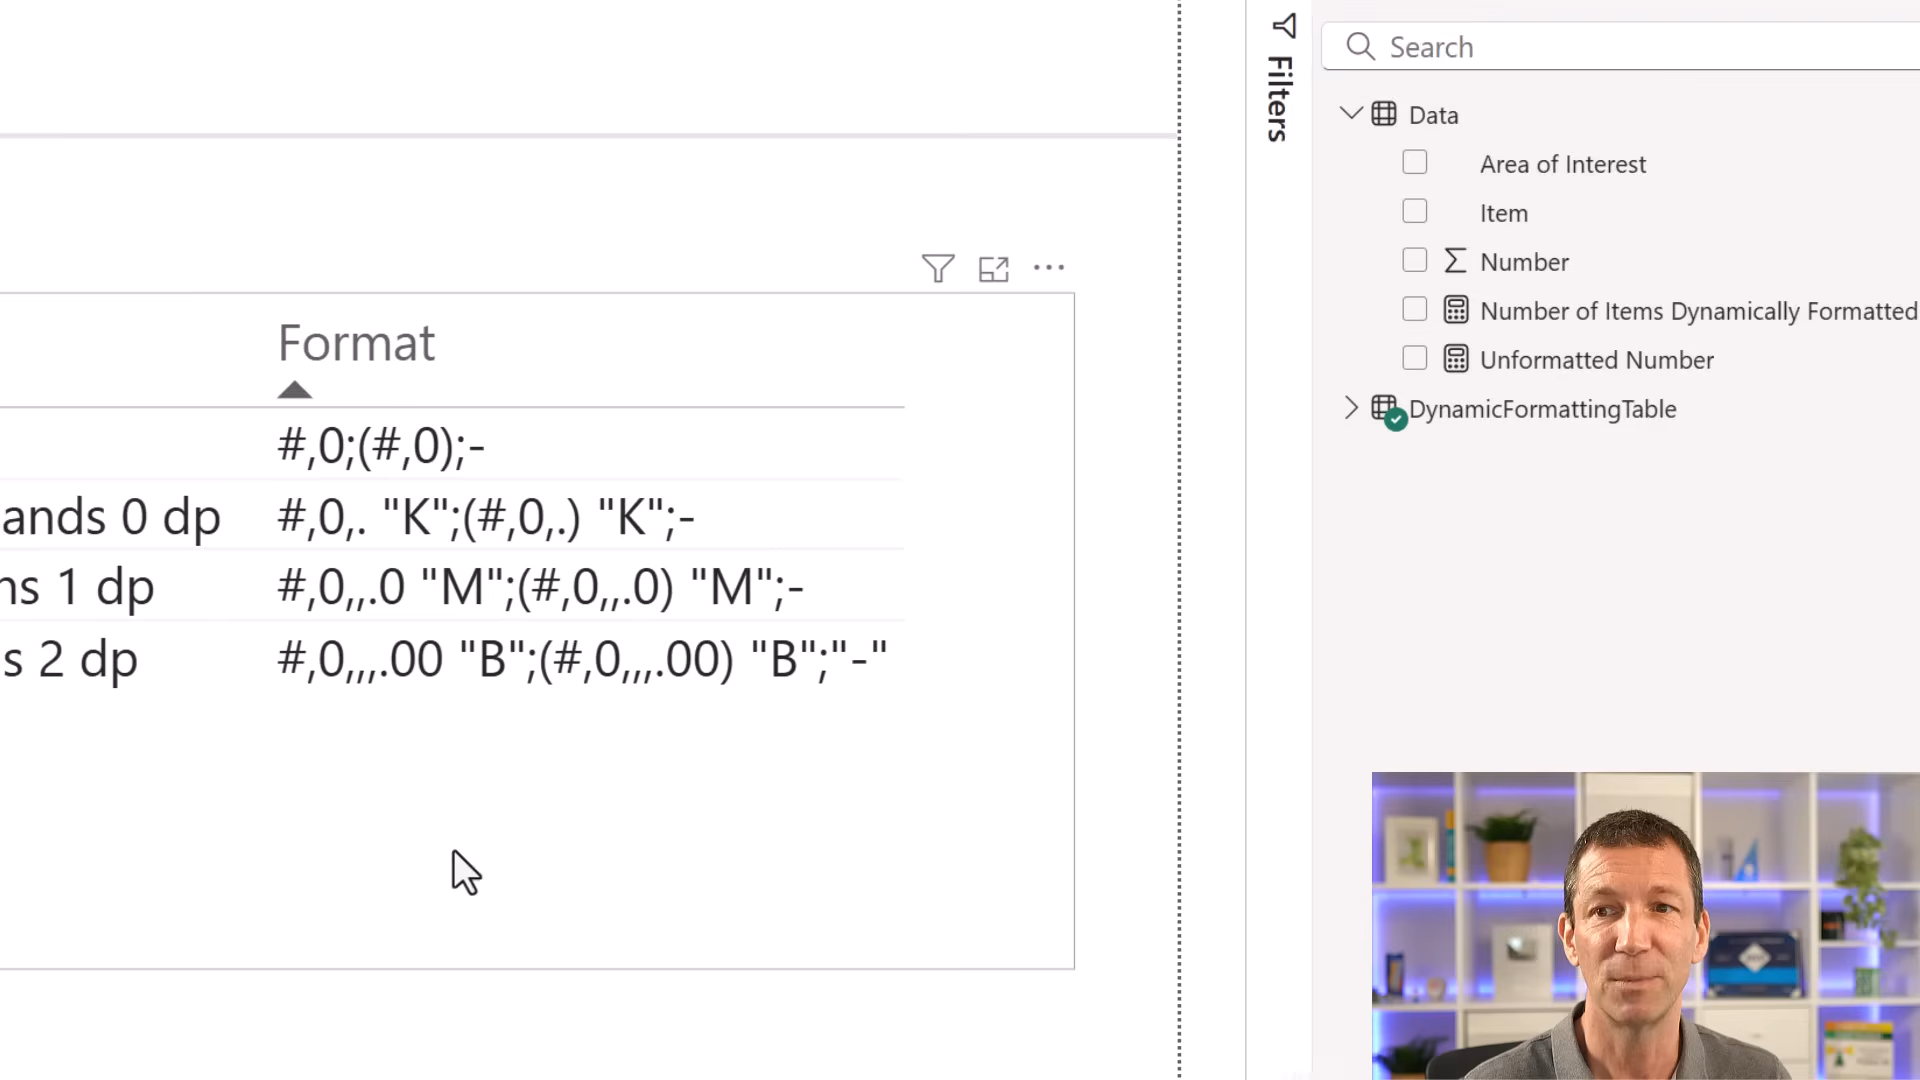 Format
#,0;(#,0);-
ands 0 dp #,0,. "K";(#,0,.) "K";-
ns 1 dp #,0,,.0 "M";(#,0,,.0) "M";-
s 2 dp #,0,,,.00 "B";(#,0,,,.00) "B";"-"
Filters
Search
Data
Area of Interest
Item
Number
Number of Items Dynamically Formatted
Unformatted Number
DynamicFormattingTable